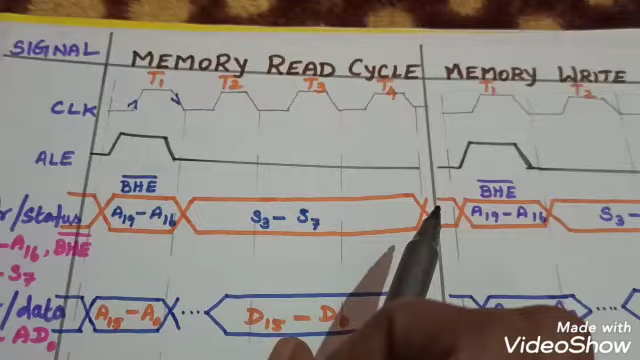 SIGNAL MEMORY READ CYCLE MEMORY WRITE
T1 T2 T3 T4 T1 T2
CLK
ALE
BHE BHE
/status A19-A16 S3-S7 A19-A16 S3-
-A16, BHE
-S7
/data A15-A0 .... D15-D0 ....
AD0
Made with
VideoShow